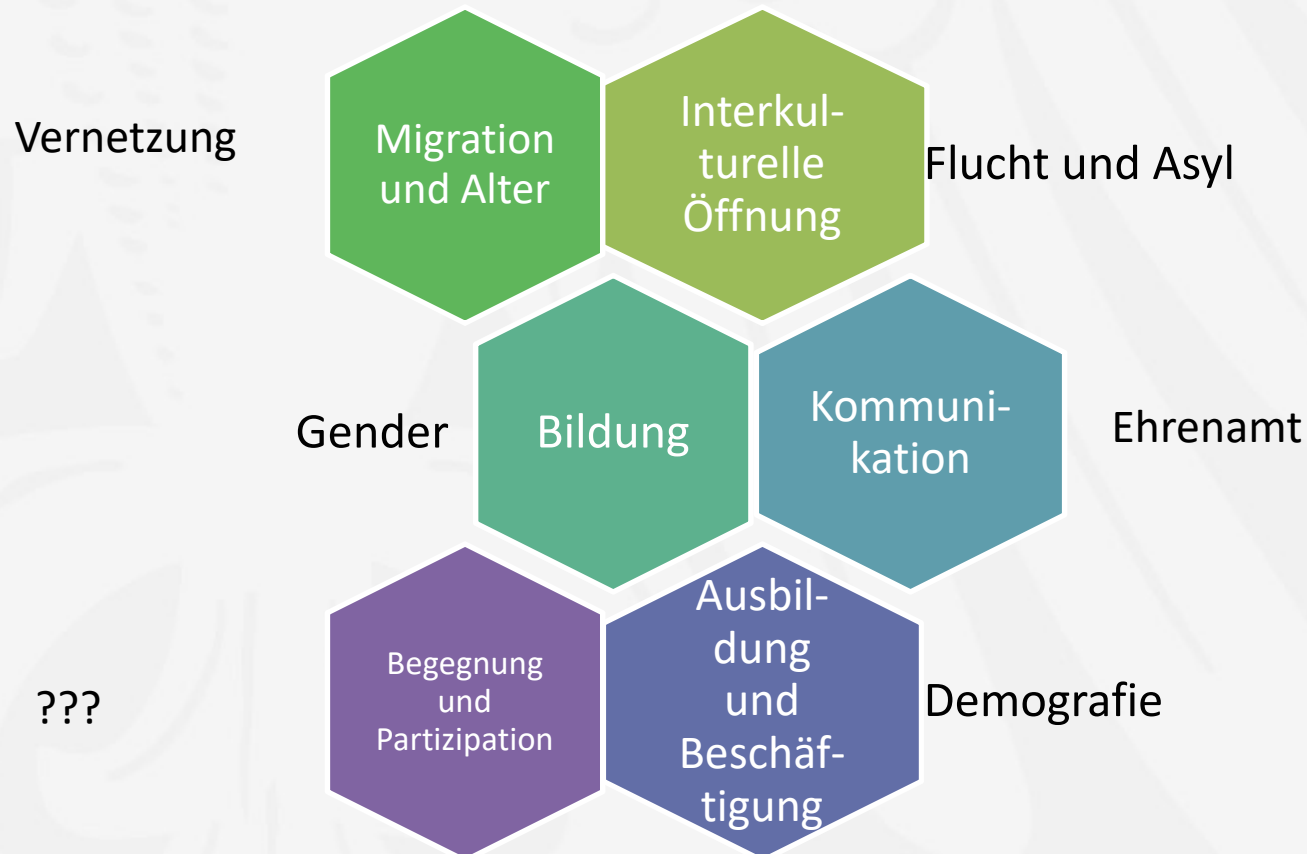 Vernetzung
Migration
und Alter
Interkul-
turelle
Öffnung
Flucht und Asyl
Gender
Bildung
Kommuni-
kation
Ehrenamt
???
Begegnung
und
Partizipation
Ausbil-
dung
und
Beschäf-
tigung
Demografie